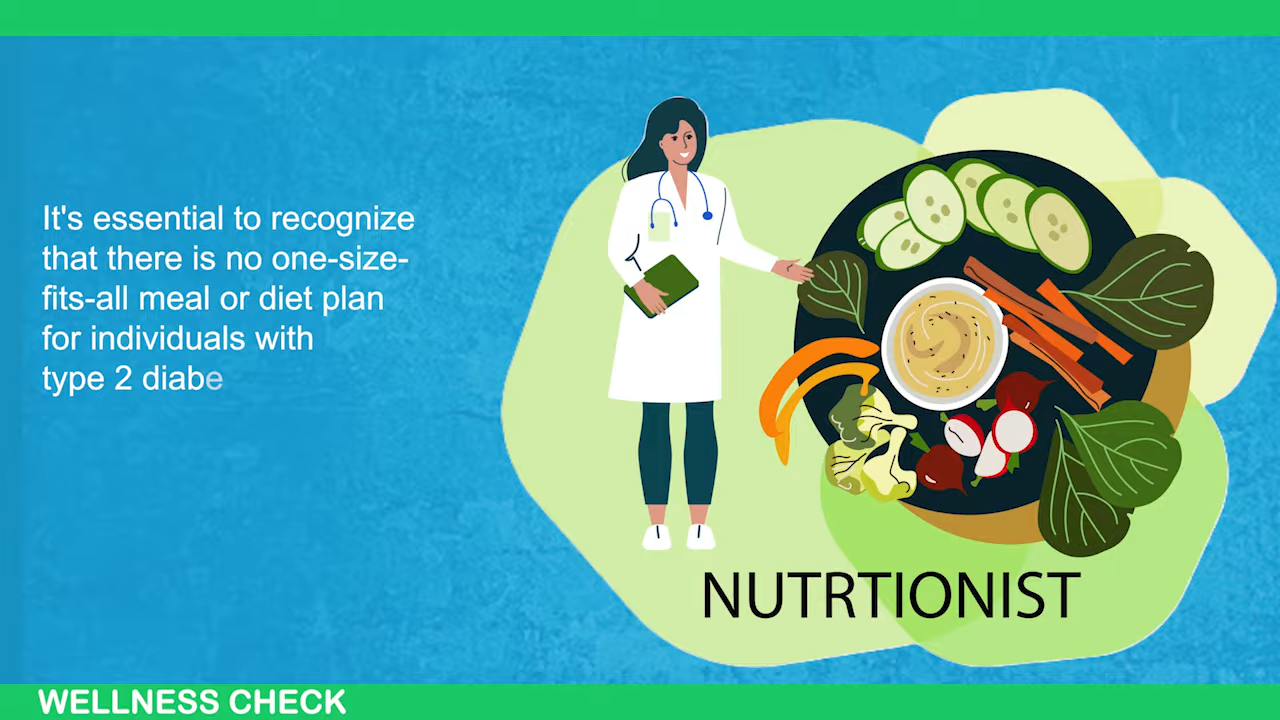 It's essential to recognize
that there is no one-size-
fits-all meal or diet plan
for individuals with
type 2 diabe
NUTRTIONIST
WELLNESS CHECK